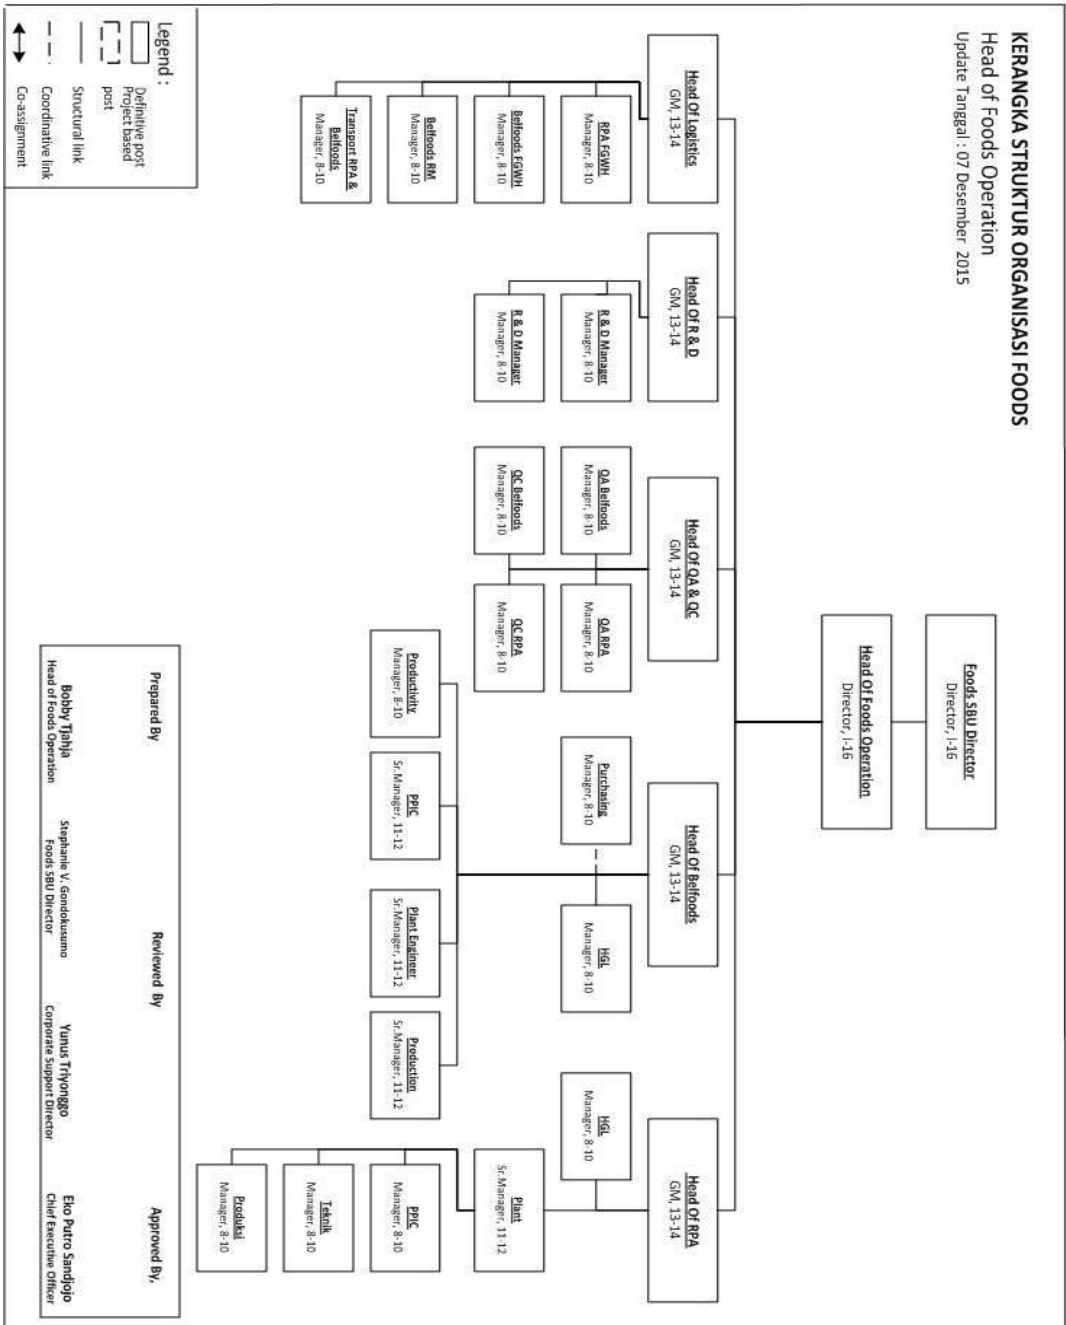 KERANGKA STRUKTUR ORGANISASI FOODS
Head of Foods Operation
Update Tanggal : 07 Desember 2015
Foods SBU Director
Director, I-16
Head Of Foods Operation
Director, I-16
Head Of Logistics
GM, 13-14
RPA FGWH
Manager, 8-10
Belfoods FGWH
Manager, 8-10
Belfoods RM
Manager, 8-10
Transport RPA &
Belfoods
Manager, 8-10
Head Of R & D
GM, 13-14
R & D Manager
Manager, 8-10
R & D Manager
Manager, 8-10
Head Of QA & QC
GM, 13-14
QA Belfoods
Manager, 8-10
QA RPA
Manager, 8-10
QC Belfoods
Manager, 8-10
QC RPA
Manager, 8-10
Head Of Belfoods
GM, 13-14
Purchasing
Manager, 8-10
HGL
Manager, 8-10
Productivity
Manager, 8-10
PPIC
Sr.Manager, 11-12
Plant Engineer
Sr.Manager, 11-12
Production
Sr.Manager, 11-12
Head Of RPA
GM, 13-14
HGL
Manager, 8-10
Plant
Sr.Manager, 11-12
PPIC
Manager, 8-10
Teknik
Manager, 8-10
Produksi
Manager, 8-10
Legend :
Definitive post
Project based
post
Structural link
Coordinative link
Co-assignment
Prepared By
Reviewed By
Approved By,
Bobby Tjahja
Head of Foods Operation
Stephanie V. Gondokusumo
Foods SBU Director
Yunus Triyonggo
Corporate Support Director
Eko Putro Sandjojo
Chief Executive Officer